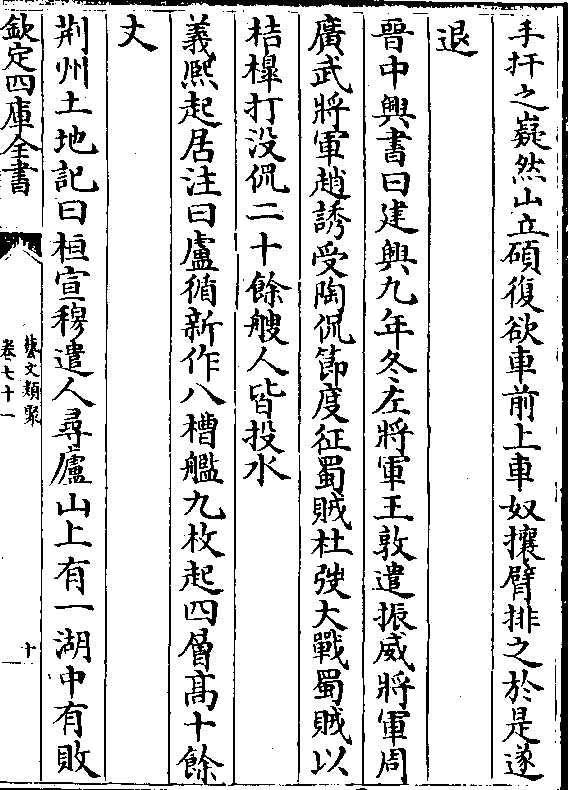 手扞之嶷然山立碩復欲車前上車奴攘臂排之於是遂
退
晉中興書曰建興九年冬左將軍王敦遣振威將軍周
廣武將軍趙誘受陶侃節度征蜀賊杜弢大戰蜀賊以
桔橰打没侃二十餘艘人皆投水
義熈起居注曰盧循新作八槽艦九枚起四層高十餘
丈
荆州土地記曰桓宣穆遣人尋廬山上有一湖中有敗
欽定四庫全書
藝文類聚
卷七十一
十一